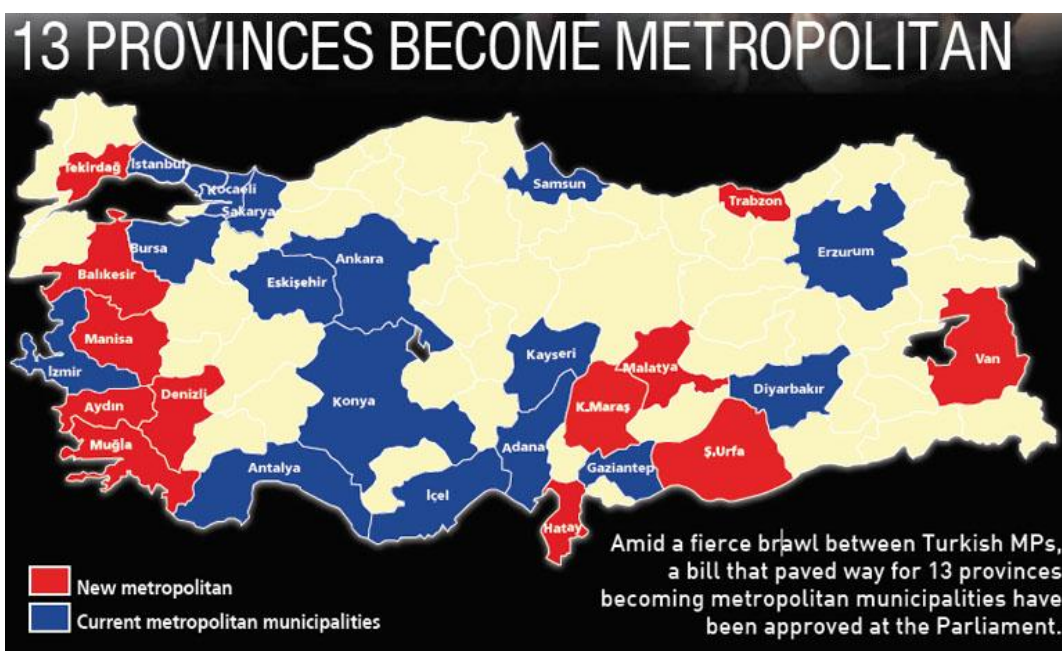 13 PROVINCES BECOME METROPOLITAN
Tekirdağ
İstanbul
Kocaeli
Sakarya
Samsun
Trabzon
Erzurum
Bursa
Balıkesir
Ankara
Eskişehir
Manisa
İzmir
Kayseri
Malatya
Van
Denizli
Aydın
Konya
K.Maraş
Diyarbakır
Muğla
Adana
Ş.Urfa
Antalya
Gaziantep
İçel
Hatay
Amid a fierce brawl between Turkish MPs,
a bill that paved way for 13 provinces
becoming metropolitan municipalities have
been approved at the Parliament.
New metropolitan
Current metropolitan municipalities